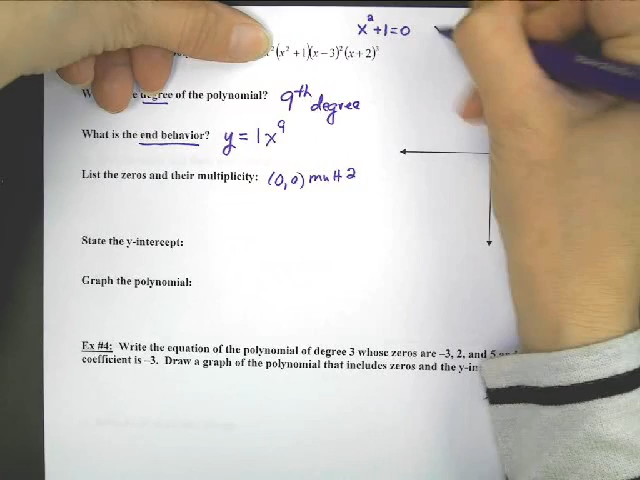 x² + 1 = 0
x²(x² + 1)(x − 3)²(x + 2)³
degree of the polynomial? 9th degree
What is the end behavior? y = 1x⁹
List the zeros and their multiplicity: (0,0) mult 2
State the y-intercept:
Graph the polynomial:
Ex #4: Write the equation of the polynomial of degree 3 whose zeros are –3, 2, and 5
coefficient is –3. Draw a graph of the polynomial that includes zeros and the